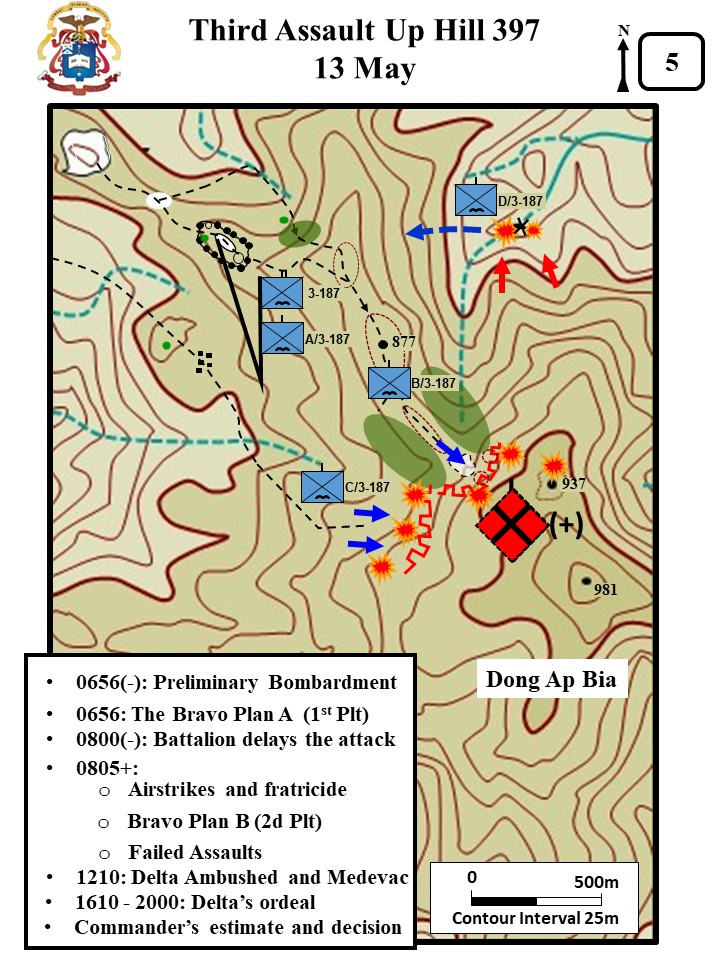 Third Assault Up Hill 397
13 May
N
5
D/3-187
3-187
A/3-187
877
B/3-187
C/3-187
937
(+)
981
Dong Ap Bia
• 0656(-): Preliminary Bombardment
• 0656: The Bravo Plan A (1st Plt)
• 0800(-): Battalion delays the attack
• 0805+:
o Airstrikes and fratricide
o Bravo Plan B (2d Plt)
o Failed Assaults
• 1210: Delta Ambushed and Medevac
• 1610 - 2000: Delta's ordeal
• Commander's estimate and decision
0 500m
Contour Interval 25m